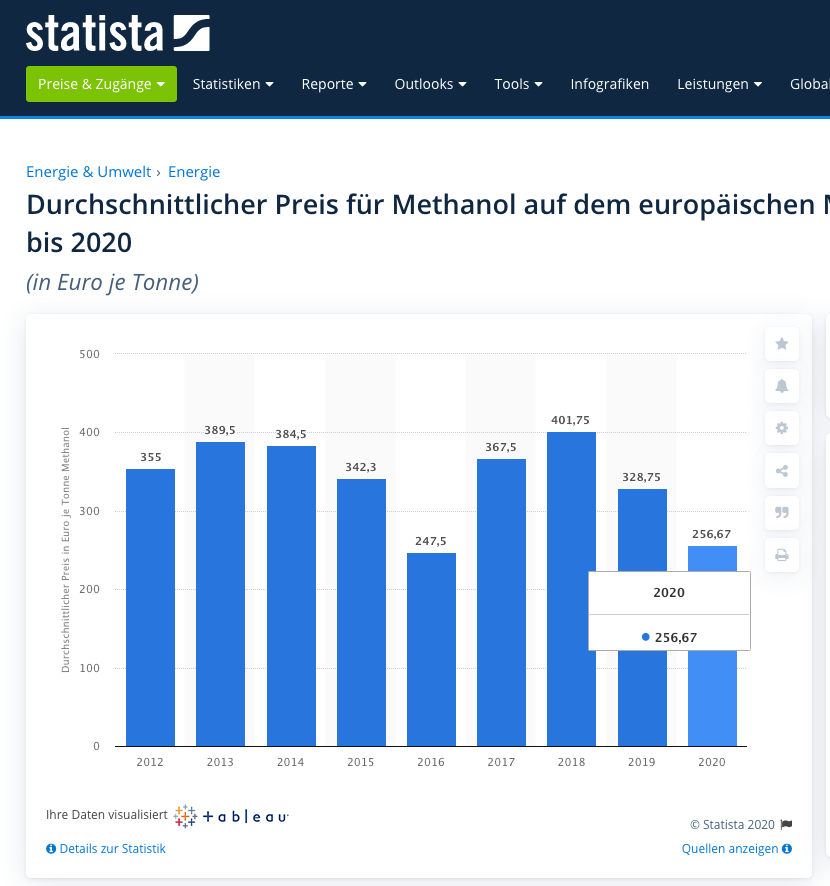 statista
Preise & Zugänge Statistiken Reporte Outlooks Tools Infografiken Leistungen Global
Energie & Umwelt › Energie
Durchschnittlicher Preis für Methanol auf dem europäischen
bis 2020
(in Euro je Tonne)
Durchschnittlicher Preis in Euro je Tonne Methanol
500
400
300
200
100
0
355
389,5
384,5
342,3
247,5
367,5
401,75
328,75
256,67
2020
256,67
2012 2013 2014 2015 2016 2017 2018 2019 2020
Ihre Daten visualisiert +ableau
© Statista 2020
Details zur Statistik
Quellen anzeigen